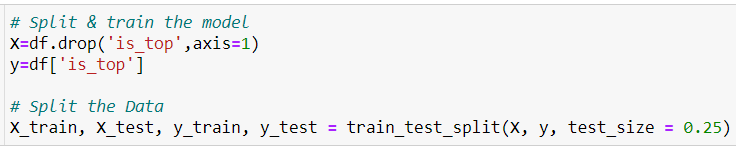 # Split & train the model
X=df.drop('is_top',axis=1)
y=df['is_top']
# Split the Data
X_train, X_test, y_train, y_test = train_test_split(X, y, test_size = 0.25)